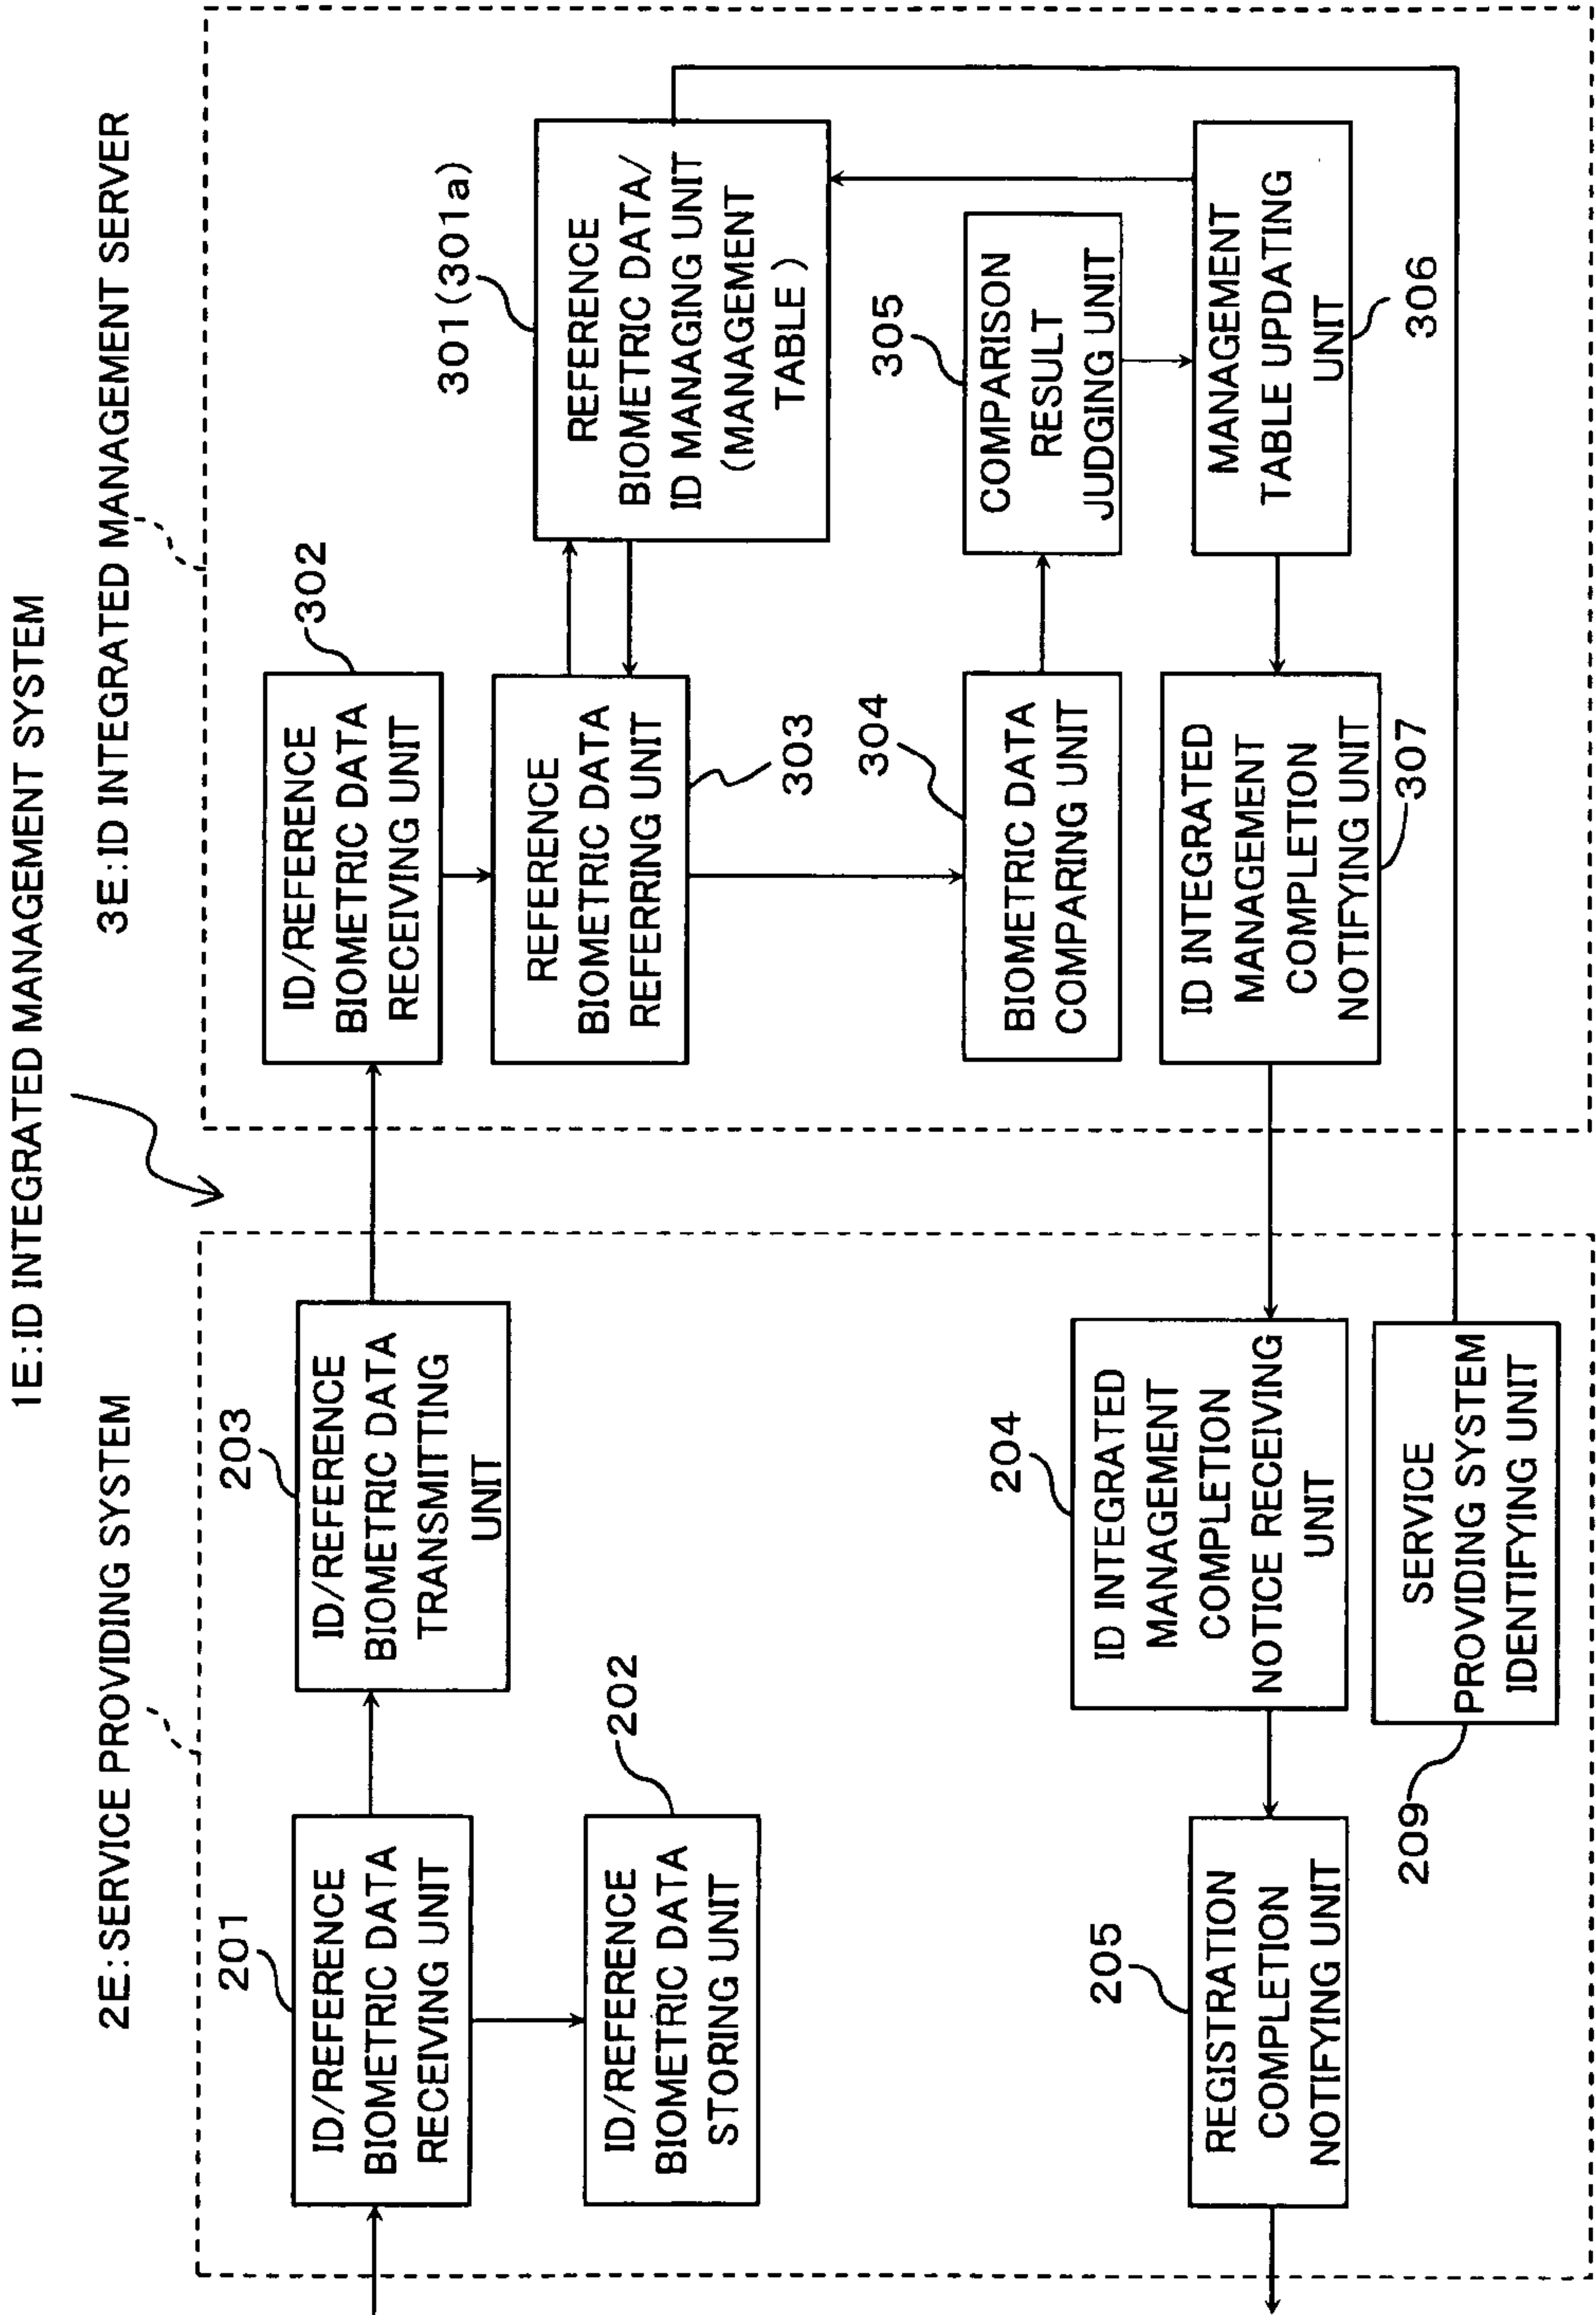 1E:ID INTEGRATED MANAGEMENT SYSTEM
2E:SERVICE PROVIDING SYSTEM
3E:ID INTEGRATED MANAGEMENT SERVER
201
ID/REFERENCE
BIOMETRIC DATA
RECEIVING UNIT
203
ID/REFERENCE
BIOMETRIC DATA
TRANSMITTING
UNIT
302
ID/REFERENCE
BIOMETRIC DATA
RECEIVING UNIT
301(301a)
REFERENCE
BIOMETRIC DATA/
ID MANAGING UNIT
(MANAGEMENT
TABLE)
202
ID/REFERENCE
BIOMETRIC DATA
STORING UNIT
REFERENCE
BIOMETRIC DATA
REFERRING UNIT
303
304
BIOMETRIC DATA
COMPARING UNIT
305
COMPARISON
RESULT
JUDGING UNIT
205
REGISTRATION
COMPLETION
NOTIFYING UNIT
204
ID INTEGRATED
MANAGEMENT
COMPLETION
NOTICE RECEIVING
UNIT
ID INTEGRATED
MANAGEMENT
COMPLETION
NOTIFYING UNIT
307
MANAGEMENT
TABLE UPDATING
UNIT
306
209
SERVICE
PROVIDING SYSTEM
IDENTIFYING UNIT